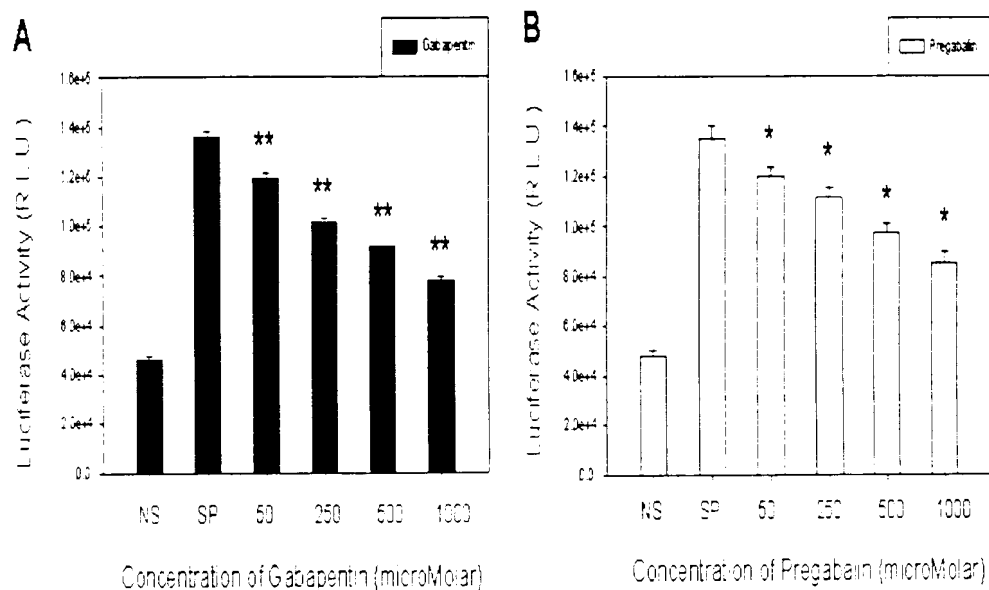 A
Gabapentin
Luciferase Activity (R L U)
1.6e+5
1.4e+5
1.2e+5
1.0e+5
8.0e+4
6.0e+4
4.0e+4
2.0e+4
0.0
** ** ** **
NS SP 50 250 500 1000
Concentration of Gabapentin (microMolar)
B
Pregabalin
Luciferase Activity (R L U)
1.6e+5
1.4e+5
1.2e+5
1.0e+5
8.0e+4
6.0e+4
4.0e+4
2.0e+4
0.0
* * * *
NS SP 50 250 500 1000
Concentration of Pregabalin (microMolar)